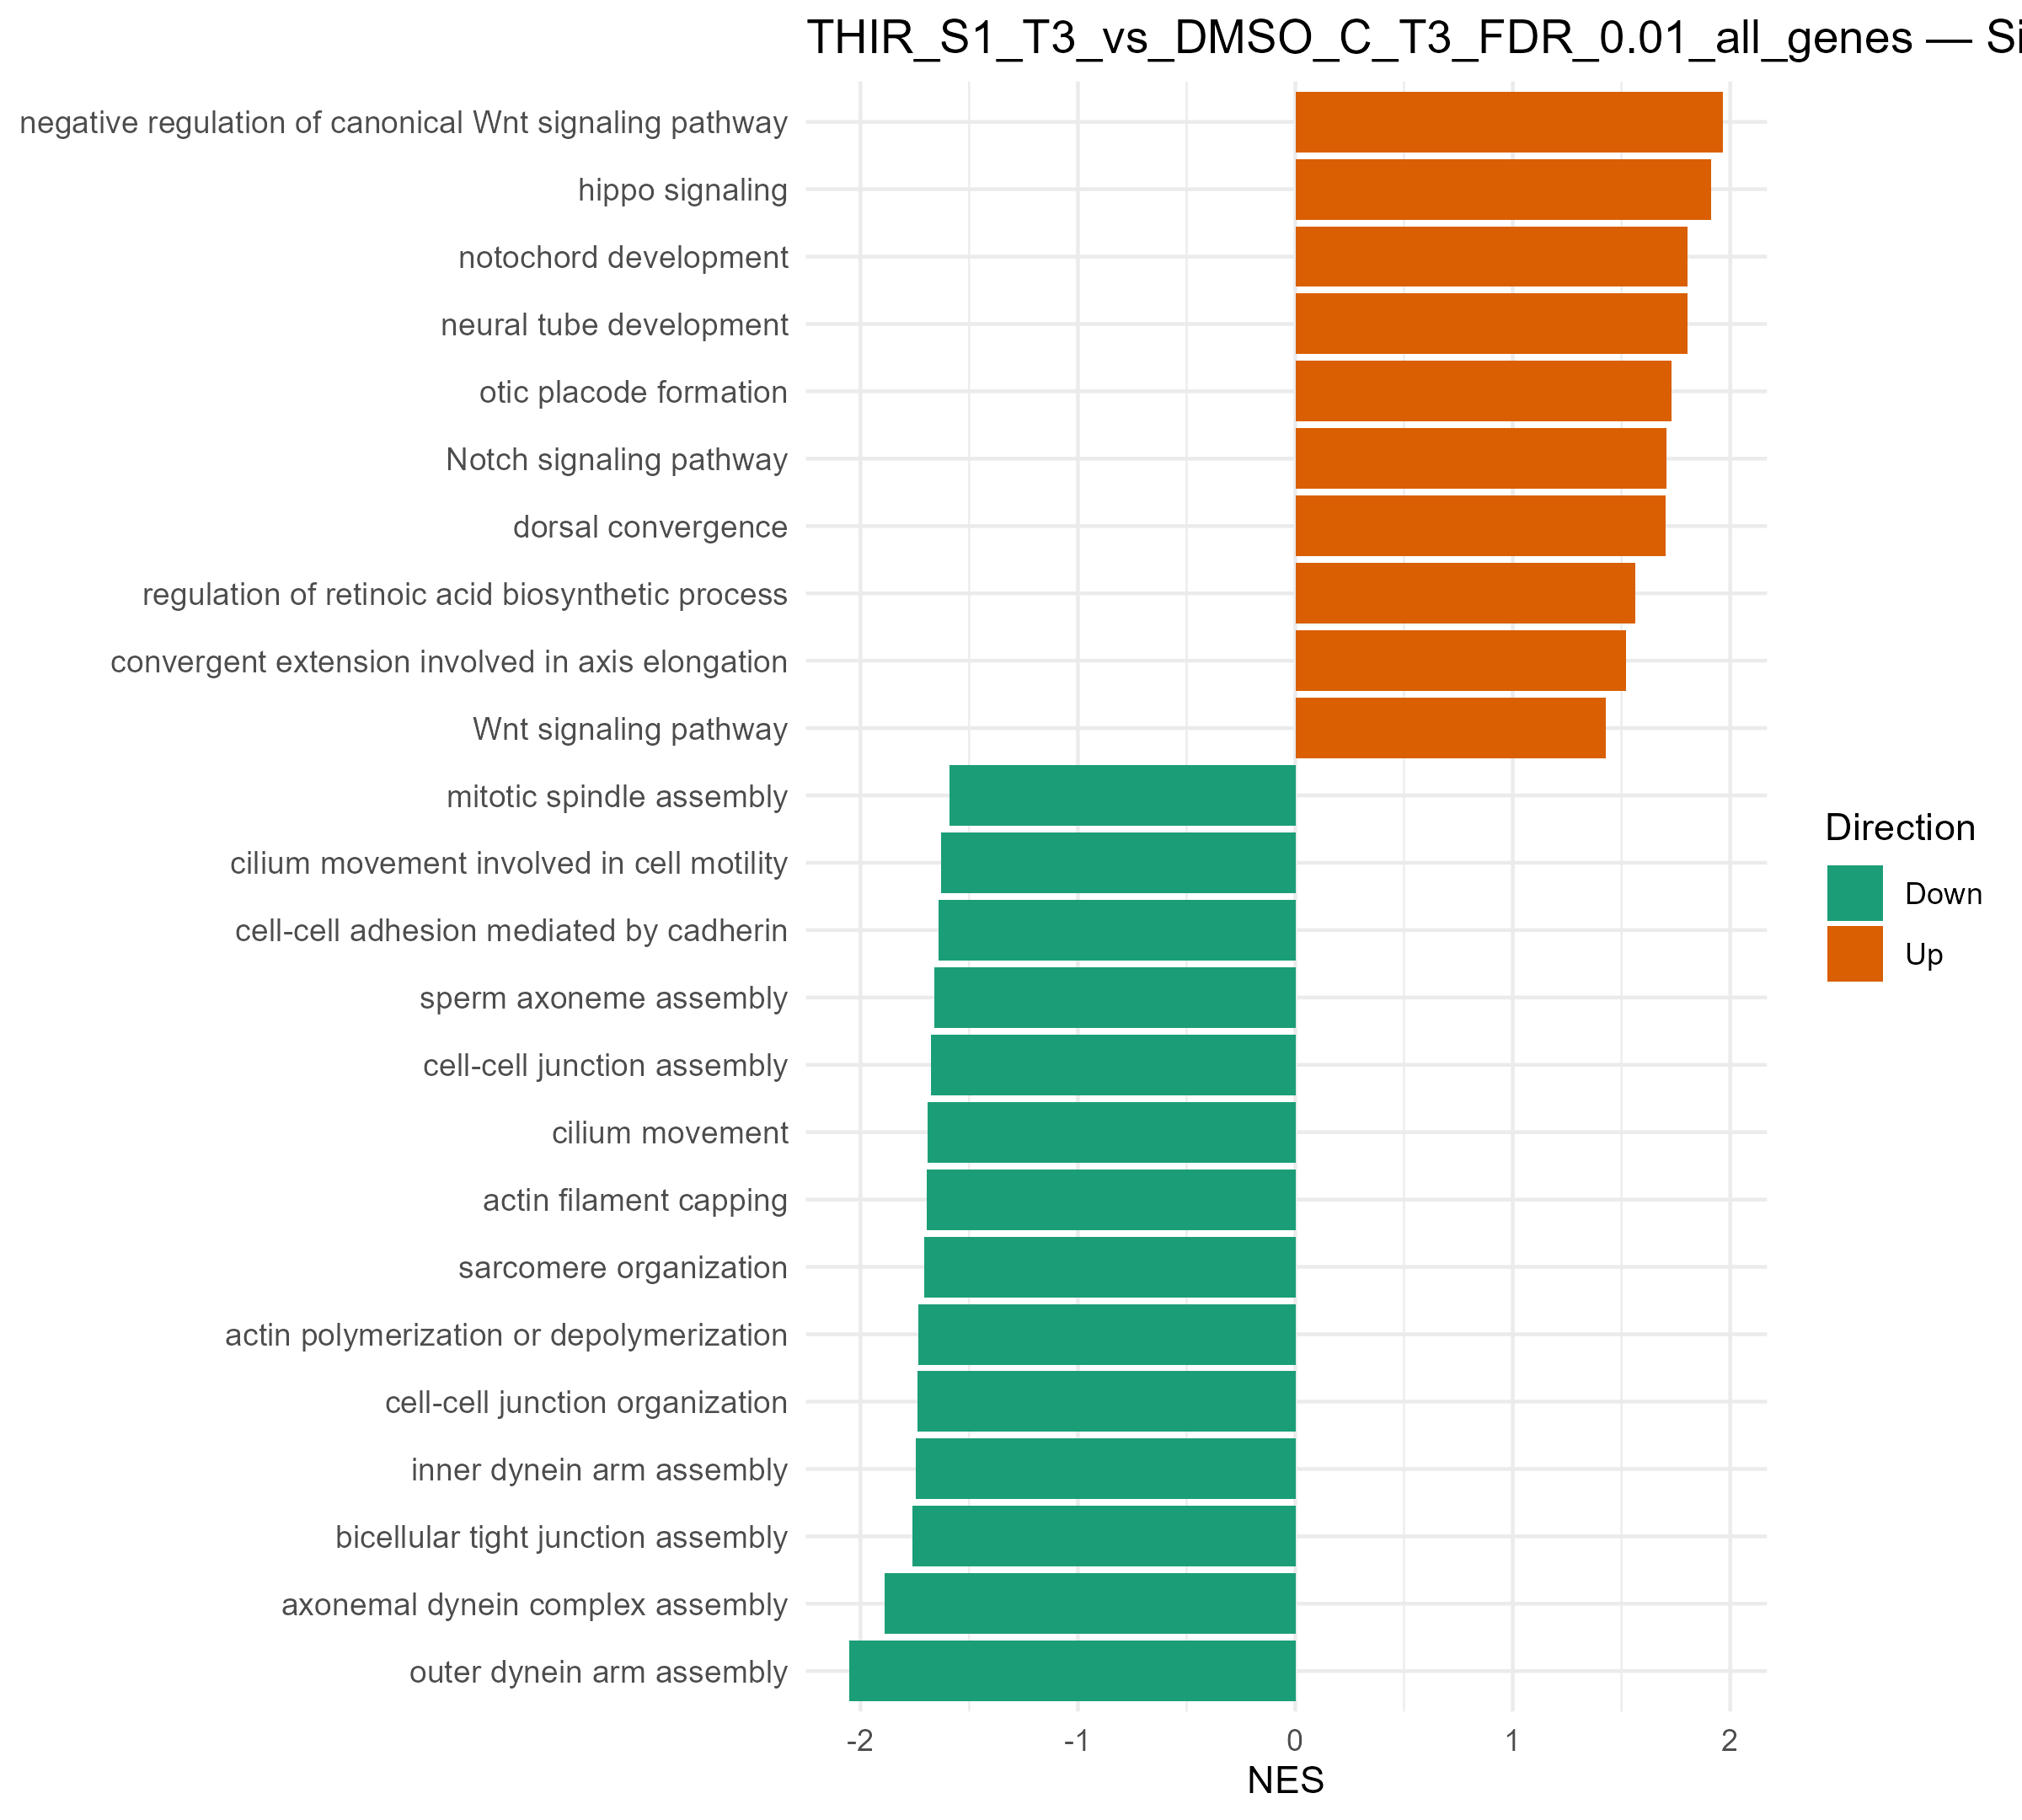 THIR_S1_T3_vs_DMSO_C_T3_FDR_0.01_all_genes — Si
negative regulation of canonical Wnt signaling pathway
hippo signaling
notochord development
neural tube development
otic placode formation
Notch signaling pathway
dorsal convergence
regulation of retinoic acid biosynthetic process
convergent extension involved in axis elongation
Wnt signaling pathway
mitotic spindle assembly
cilium movement involved in cell motility
cell-cell adhesion mediated by cadherin
sperm axoneme assembly
cell-cell junction assembly
cilium movement
actin filament capping
sarcomere organization
actin polymerization or depolymerization
cell-cell junction organization
inner dynein arm assembly
bicellular tight junction assembly
axonemal dynein complex assembly
outer dynein arm assembly
-2 -1 0 1 2
NES
Direction
Down
Up